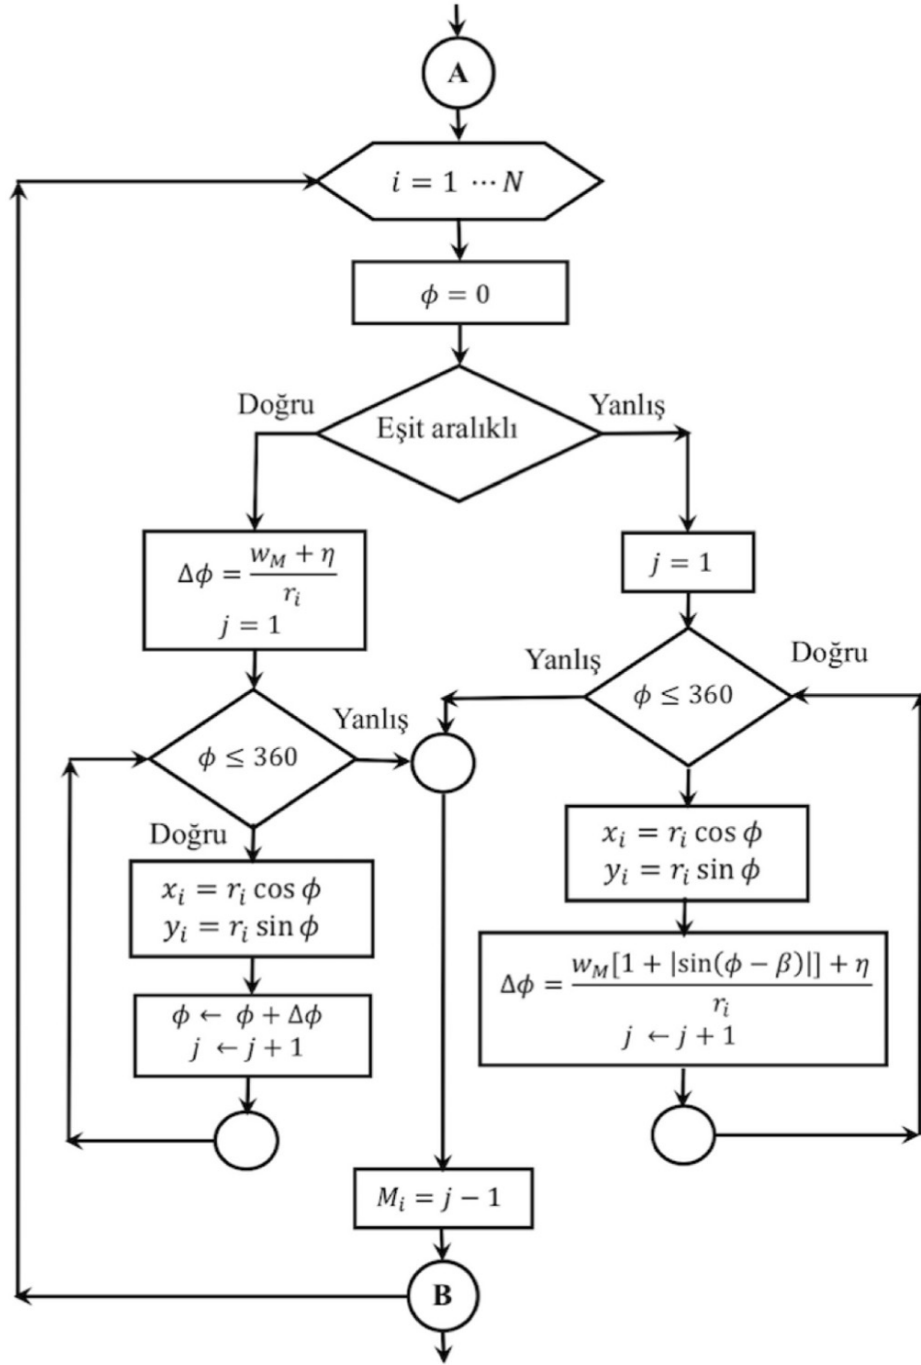 A
i = 1 ⋯ N
ϕ = 0
Doğru
Eşit aralıklı
Yanlış
Δϕ = (w_M + η) / r_i
j = 1
j = 1
Yanlış
ϕ ≤ 360
Doğru
ϕ ≤ 360
Yanlış
Doğru
x_i = r_i cos ϕ
y_i = r_i sin ϕ
x_i = r_i cos ϕ
y_i = r_i sin ϕ
ϕ ← ϕ + Δϕ
j ← j + 1
Δϕ = (w_M[1 + |sin(ϕ − β)|] + η) / r_i
j ← j + 1
M_i = j − 1
B